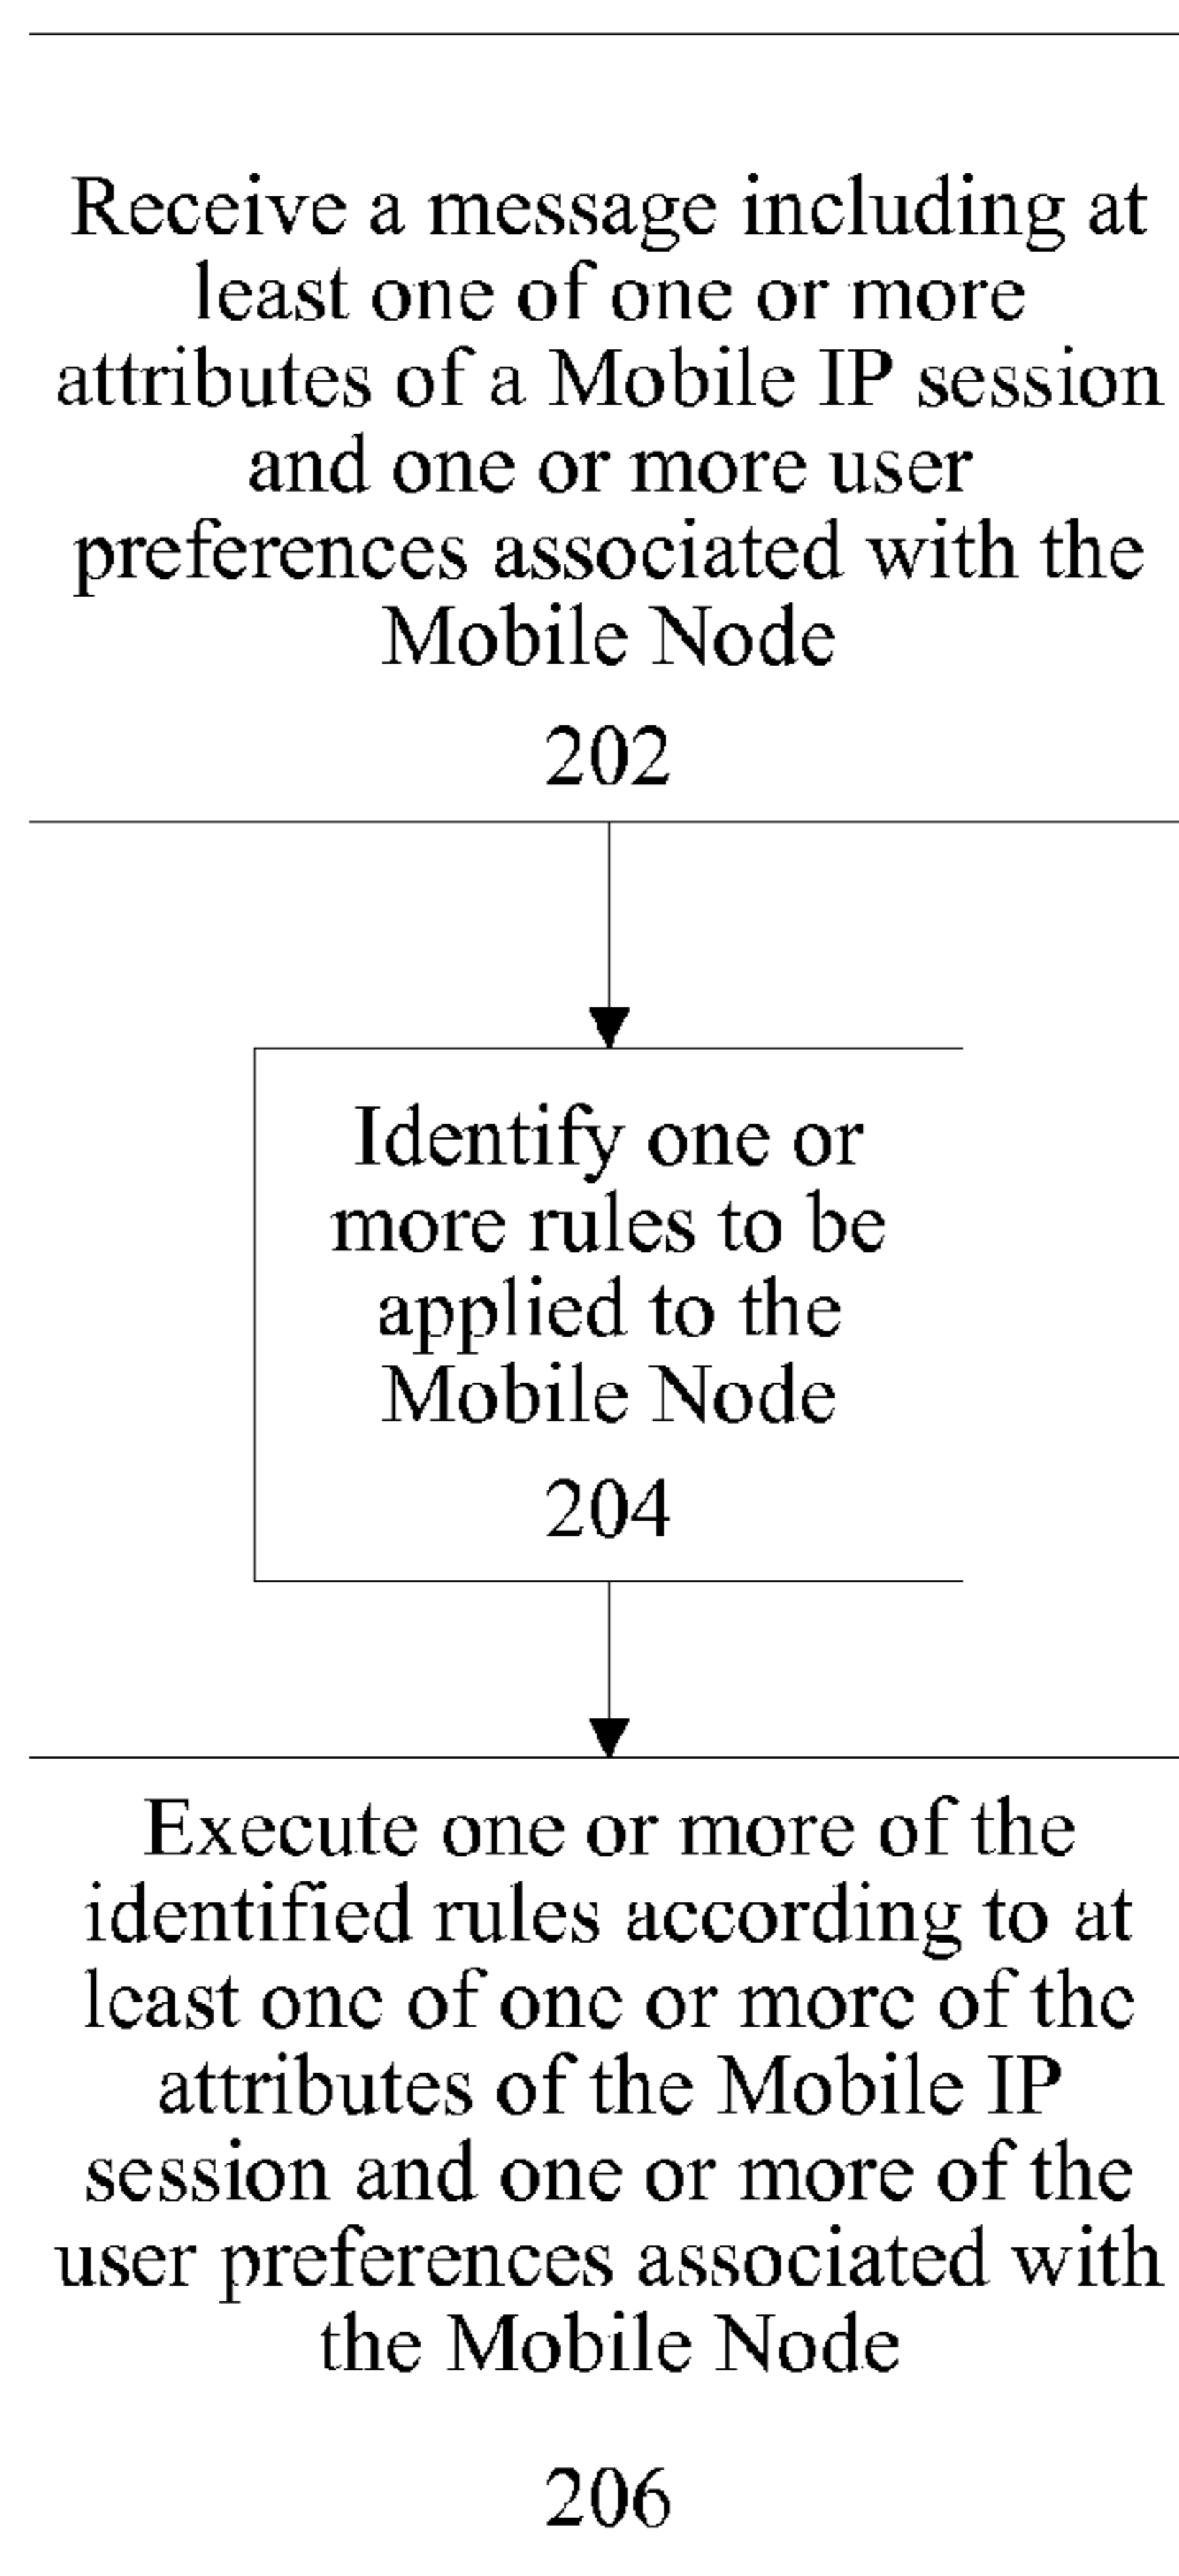 Receive a message including at
least one of one or more
attributes of a Mobile IP session
and one or more user
preferences associated with the
Mobile Node
202
Identify one or
more rules to be
applied to the
Mobile Node
204
Execute one or more of the
identified rules according to at
least one of one or more of the
attributes of the Mobile IP
session and one or more of the
user preferences associated with
the Mobile Node
206